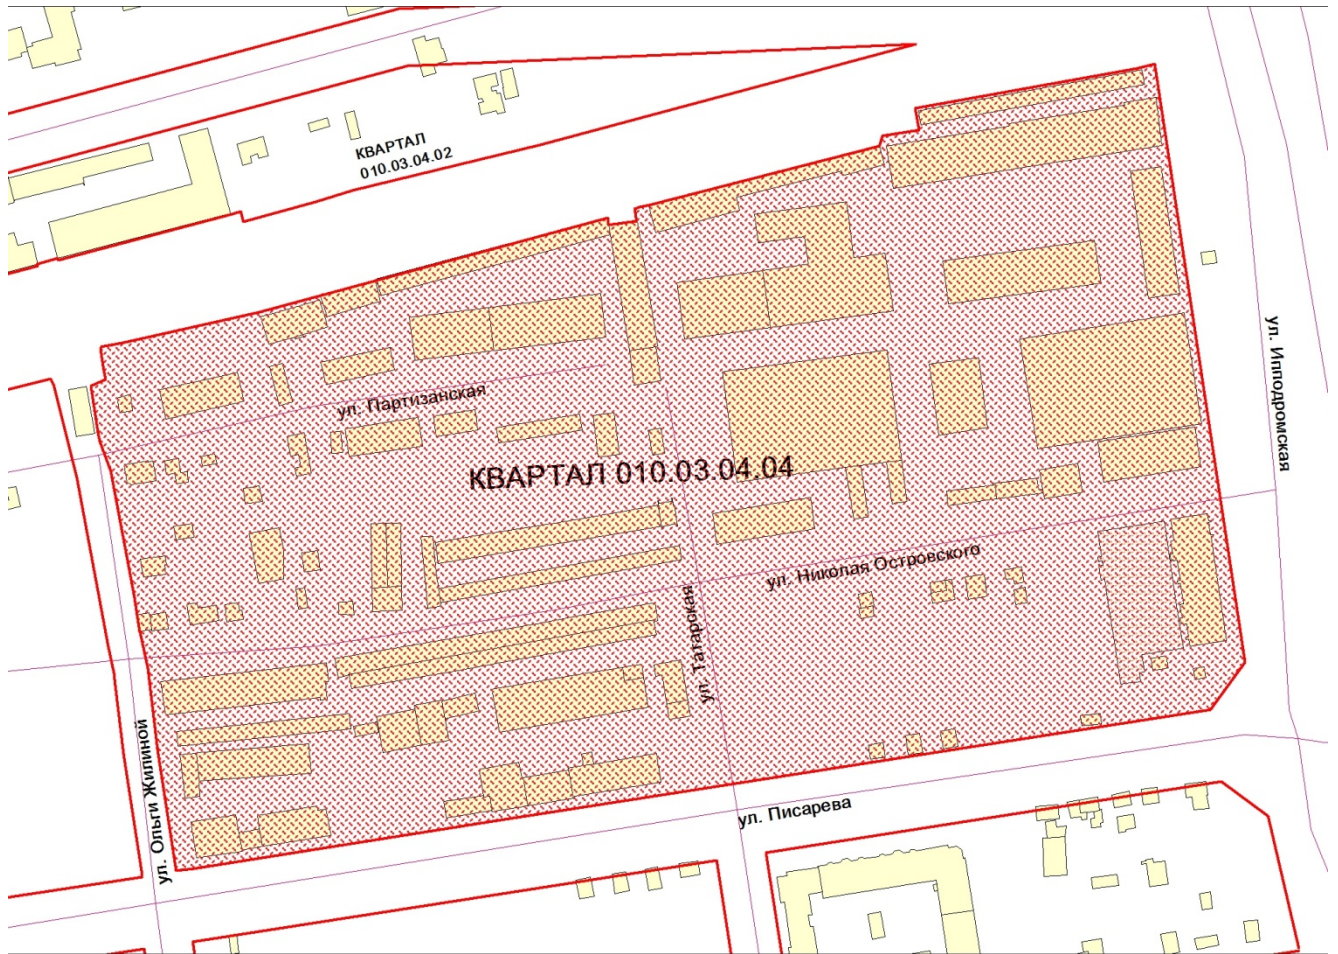 КВАРТАЛ
010.03.04.02
ул. Ипподромская
ул. Партизанская
КВАРТАЛ 010.03.04.04
ул. Николая Островского
ул. Татарская
ул. Ольги Жилиной
ул. Писарева